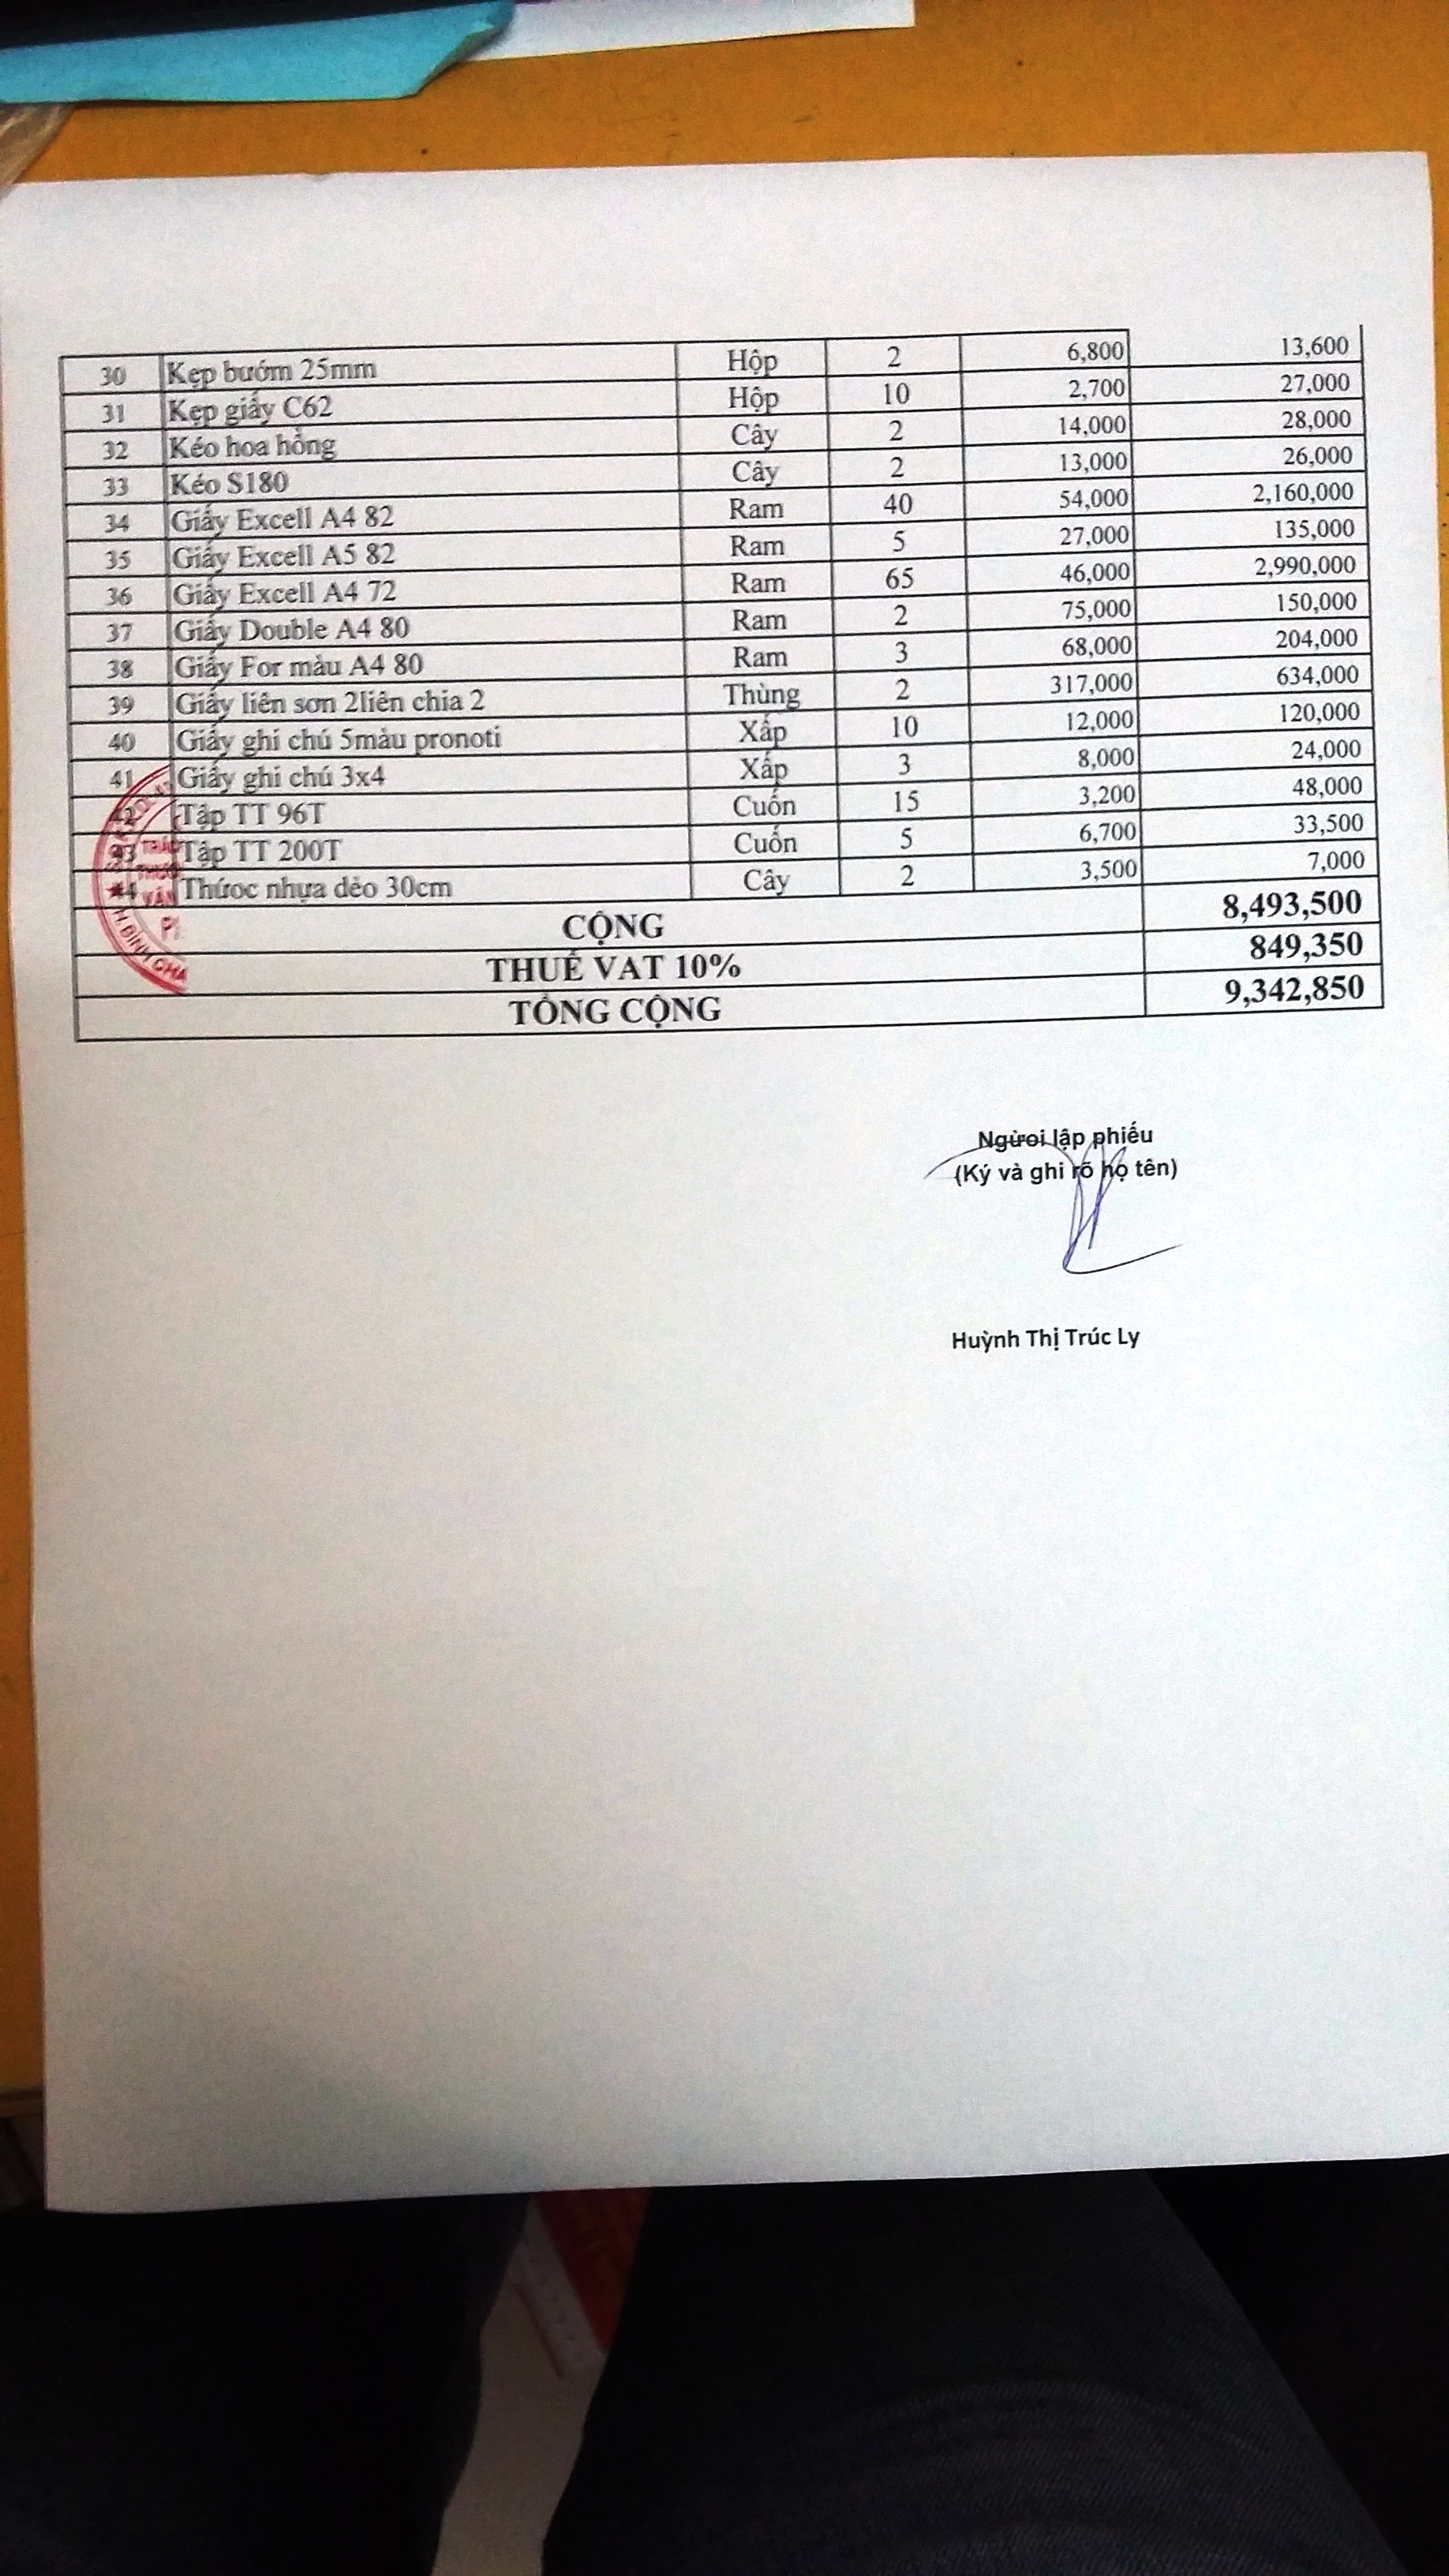 30 Kẹp bướm 25mm Hộp 2 6,800 13,600
31 Kẹp giấy C62 Hộp 10 2,700 27,000
32 Kéo hoa hồng Cây 2 14,000 28,000
33 Kéo S180 Cây 2 13,000 26,000
34 Giấy Excell A4 82 Ram 40 54,000 2,160,000
35 Giấy Excell A5 82 Ram 5 27,000 135,000
36 Giấy Excell A4 72 Ram 65 46,000 2,990,000
37 Giấy Double A4 80 Ram 2 75,000 150,000
38 Giấy For màu A4 80 Ram 3 68,000 204,000
39 Giấy liên sơn 2liên chia 2 Thùng 2 317,000 634,000
40 Giấy ghi chú 5màu pronoti Xấp 10 12,000 120,000
41 Giấy ghi chú 3x4 Xấp 3 8,000 24,000
42 Tập TT 96T Cuốn 15 3,200 48,000
43 Tập TT 200T Cuốn 5 6,700 33,500
44 Thứoc nhựa dẻo 30cm Cây 2 3,500 7,000
CỘNG 8,493,500
THUẾ VAT 10% 849,350
TỔNG CỘNG 9,342,850
VĂN
H BÌNH CHÁ
Ngừoi lập phiếu
(Ký và ghi rõ họ tên)
Huỳnh Thị Trúc Ly